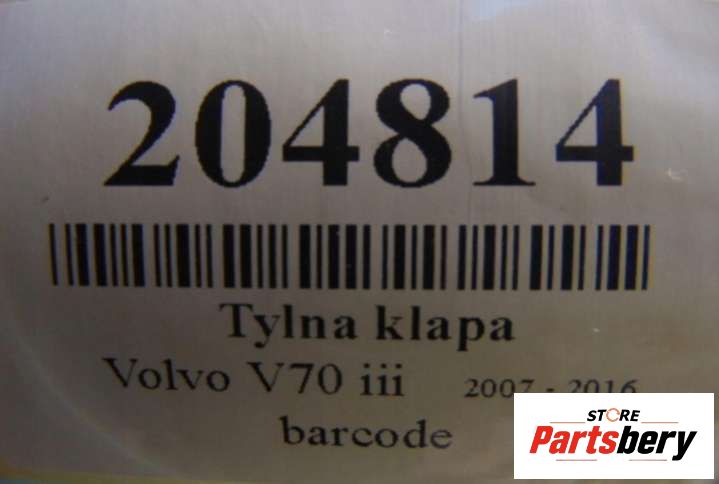 204814
Tylna klapa
Volvo V70 iii 2007 - 2016
barcode
STORE
Partsbery